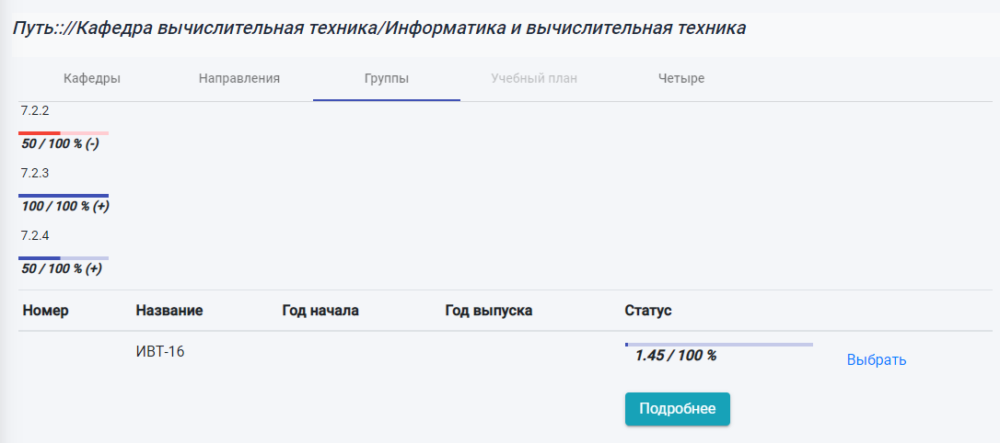 Путь:://Кафедра вычислительная техника/Информатика и вычислительная техника
Кафедры Направления Группы Учебный план Четыре
7.2.2
50 / 100 % (-)
7.2.3
100 / 100 % (+)
7.2.4
50 / 100 % (+)
Номер Название Год начала Год выпуска Статус
ИВТ-16 1.45 / 100 % Выбрать
Подробнее